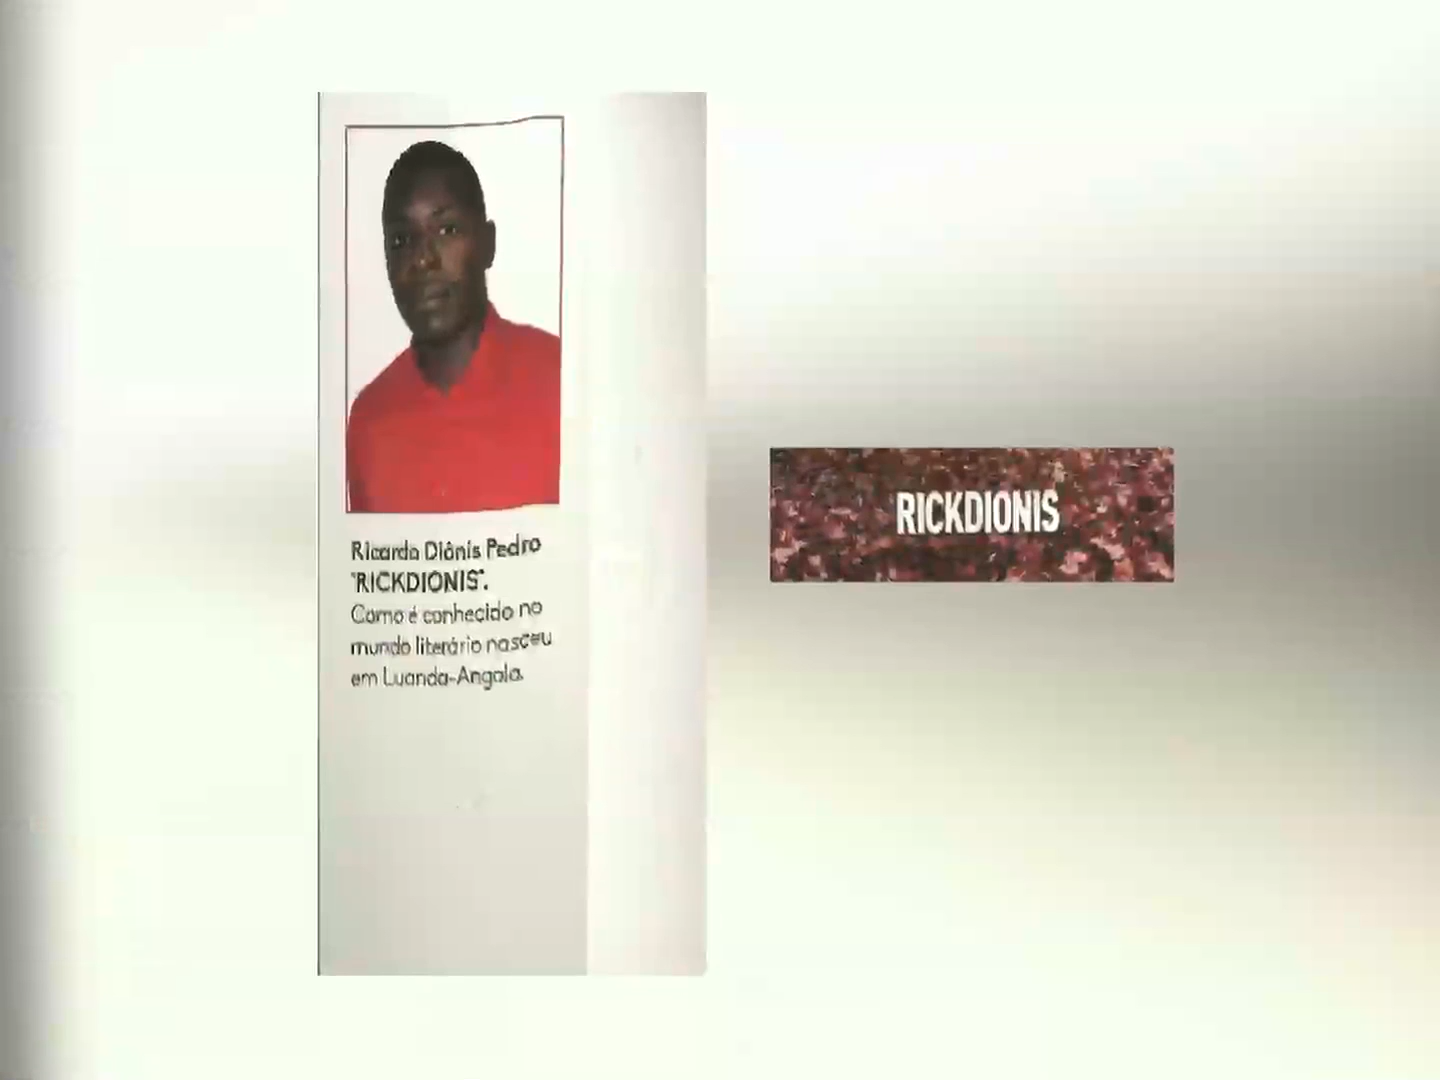 Ricardo Diônis Pedro
"RICKDIONIS".
Como é conhecido no
mundo literário nasceu
em Luanda-Angola.
RICKDIONIS